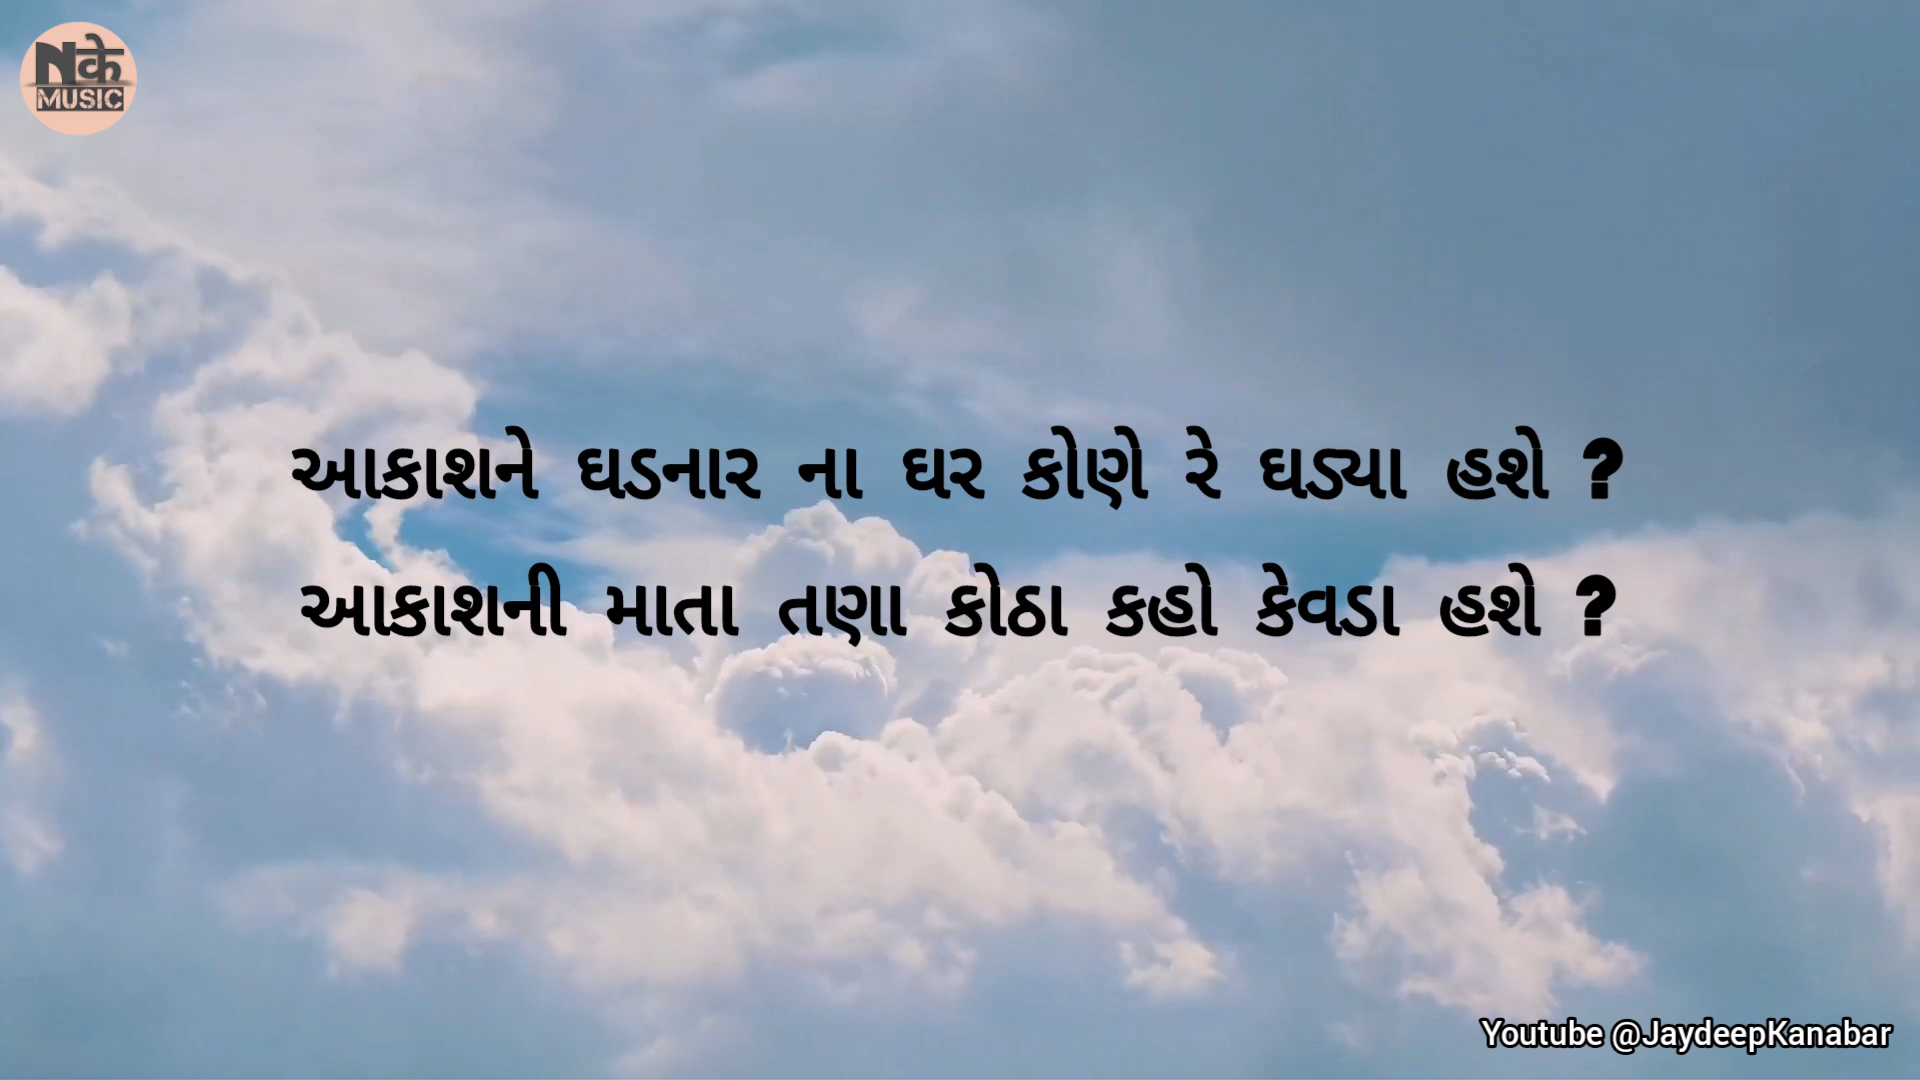 Nके
MUSIC
આકાશને ઘડનાર ના ઘર કોણે રે ઘડ્યા હશે ?
આકાશની માતા તણા કોઠા કહો કેવડા હશે ?
Youtube @JaydeepKanabar